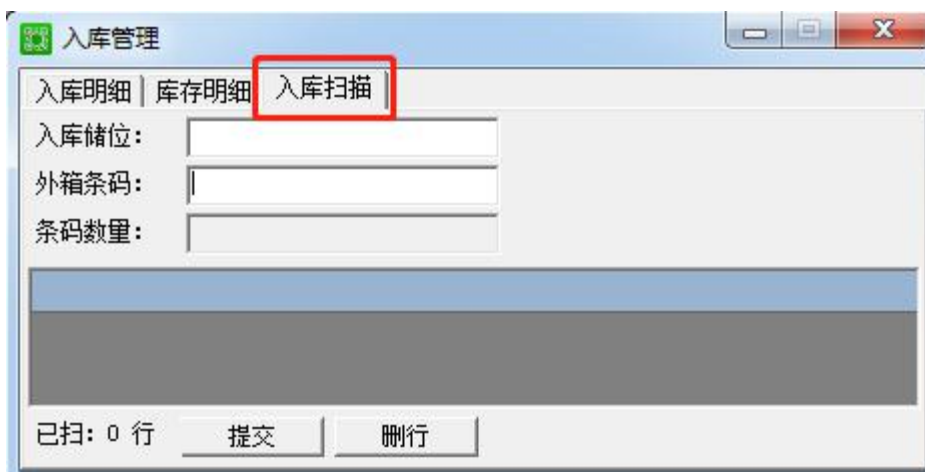 入库管理
入库明细 库存明细 入库扫描
入库储位:
外箱条码:
条码数量:
已扫: 0 行 提交 删行